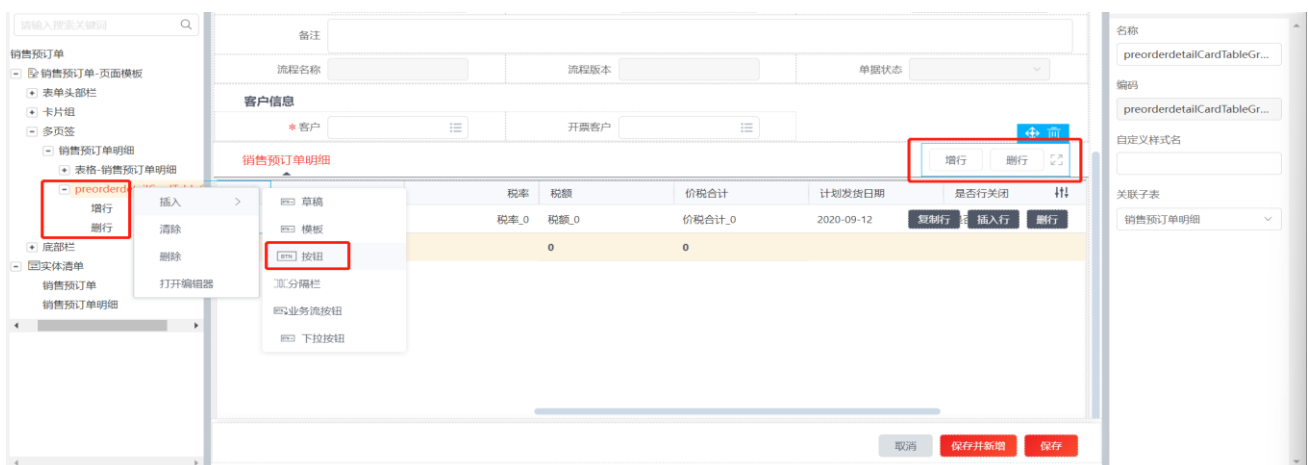 请输入搜索关键词
销售预订单
销售预订单-页面模板
表单头部栏
卡片组
多页签
销售预订单明细
表格-销售预订单明细
增行
删行
底部栏
实体清单
销售预订单
销售预订单明细
插入
清除
删除
打开编辑器
草稿
模板
BTN 按钮
分隔栏
业务流按钮
下拉按钮
备注
流程名称 流程版本 单据状态
客户信息
*客户 开票客户
销售预订单明细 增行 删行
税率 税额 价税合计 计划发货日期 是否行关闭
税率_0 税额_0 价税合计_0 2020-09-12 复制行 插入行 删行
0 0
取消 保存并新增 保存
名称
preorderdetailCardTableGr...
编码
preorderdetailCardTableGr...
自定义样式名
关联子表
销售预订单明细